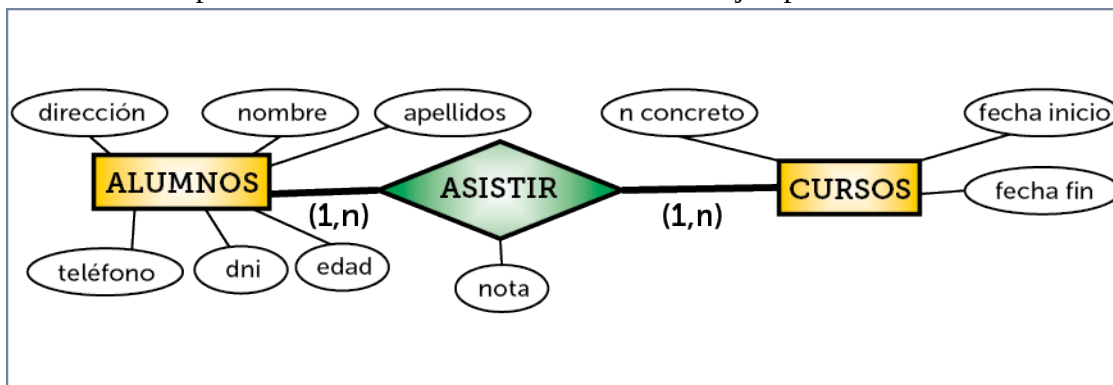 dirección
nombre
apellidos
n concreto
fecha inicio
ALUMNOS
ASISTIR
CURSOS
fecha fin
(1,n)
(1,n)
teléfono
dni
edad
nota